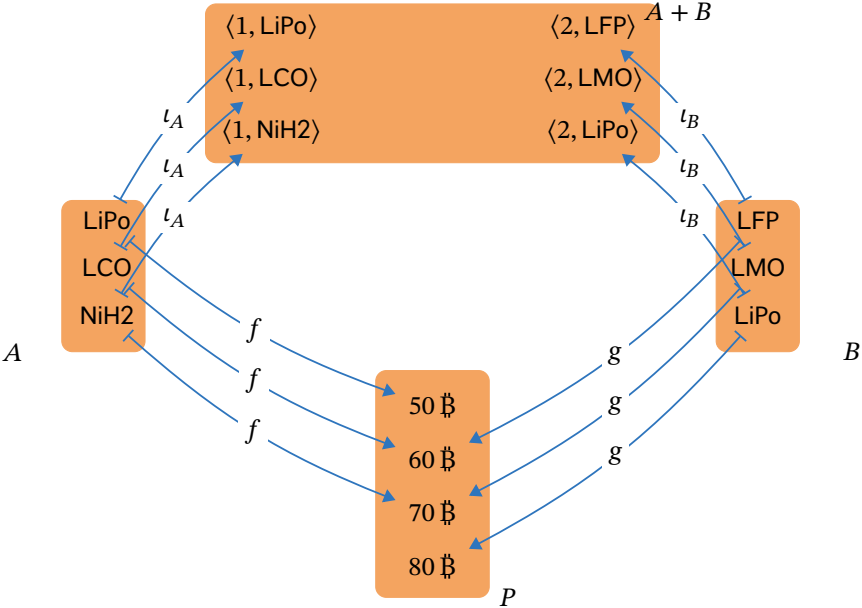 A + B
⟨1, LiPo⟩ ⟨2, LFP⟩
⟨1, LCO⟩ ⟨2, LMO⟩
⟨1, NiH2⟩ ⟨2, LiPo⟩
ι_A ι_B
ι_A ι_B
ι_A ι_B
LiPo LFP
LCO LMO
NiH2 LiPo
A B
f g
f g
f g
50 ₿
60 ₿
70 ₿
80 ₿
P